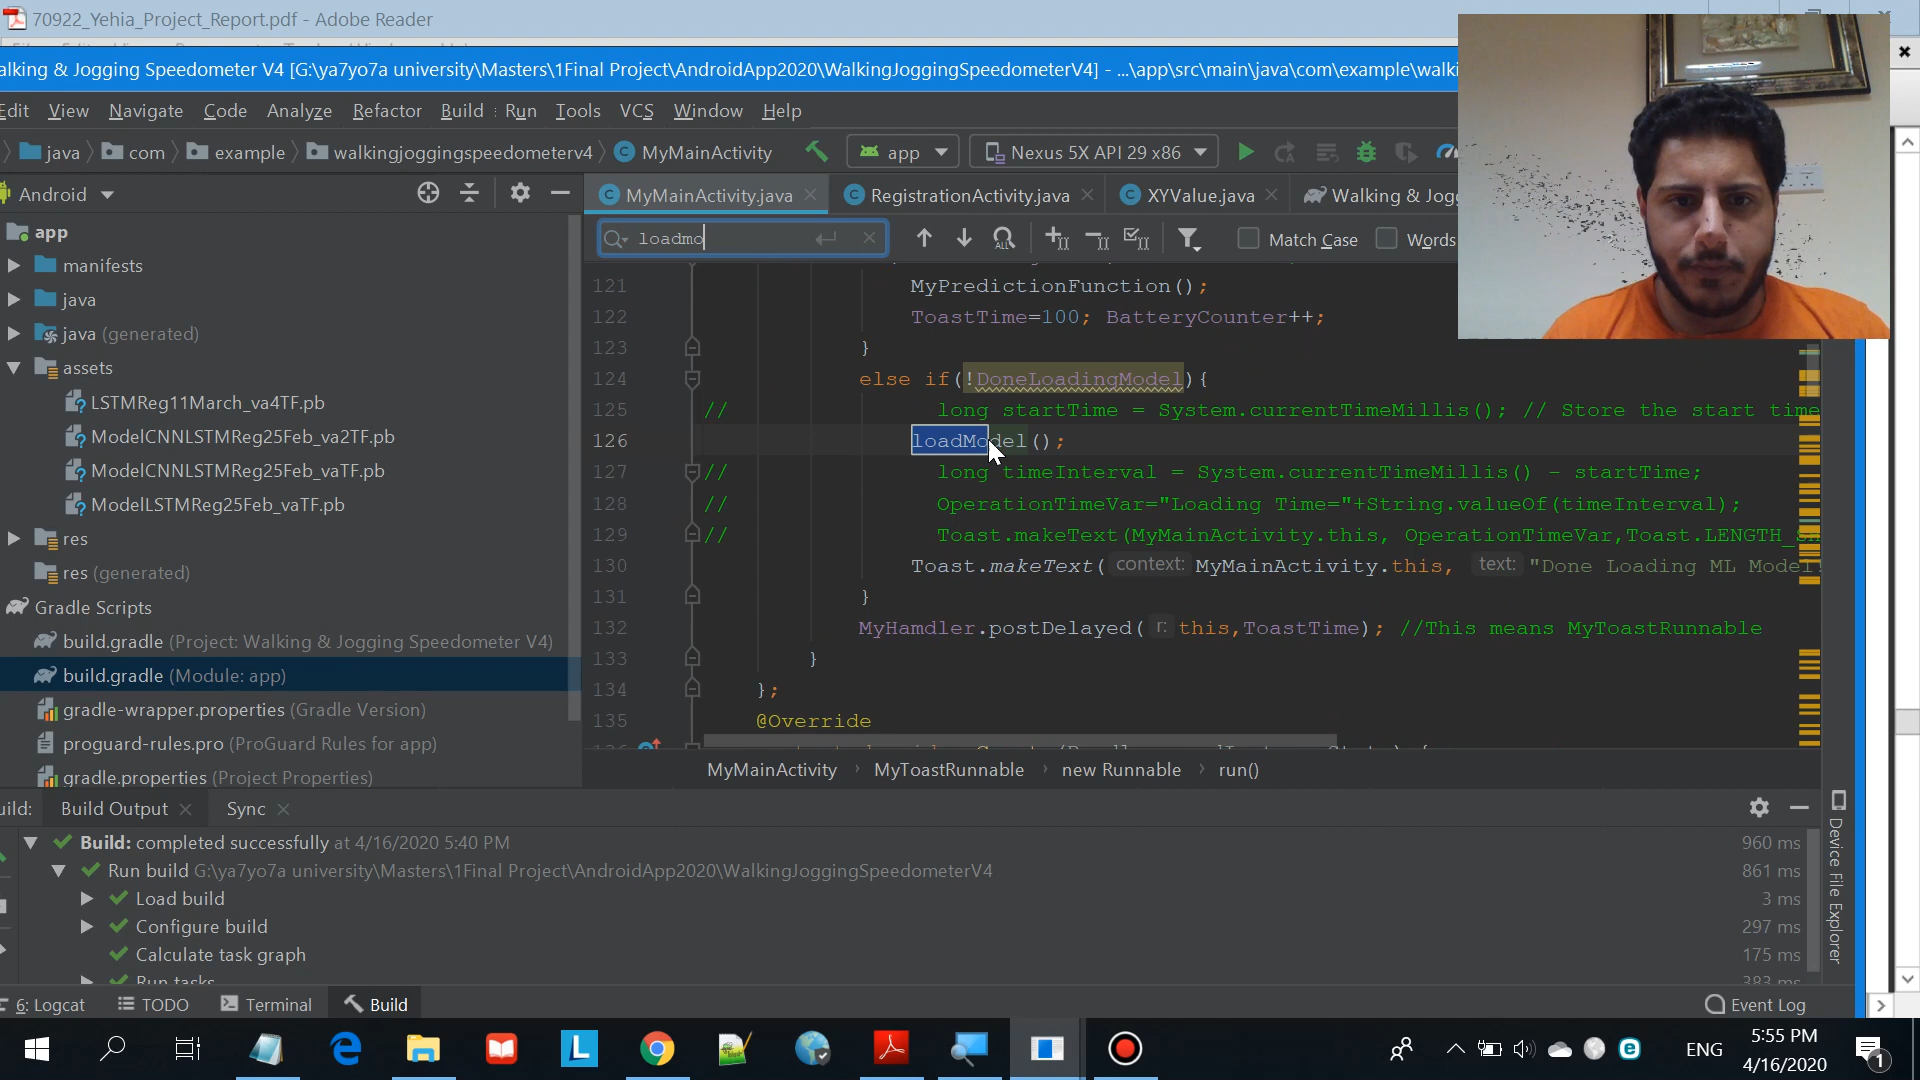 70922_Yehia_Project_Report.pdf - Adobe Reader
alking & Jogging Speedometer V4 [G:\ya7yo7a university\Masters\1Final Project\AndroidApp2020\WalkingJoggingSpeedometerV4] - ...\app\src\main\java\com\example\walki
Edit View Navigate Code Analyze Refactor Build Run Tools VCS Window Help
java com example walkingjoggingspeedometerv4 MyMainActivity app Nexus 5X API 29 x86
Android
MyMainActivity.java RegistrationActivity.java XYValue.java Walking & Jogg
loadmo Match Case Words
app
manifests
java
java (generated)
assets
LSTMReg11March_va4TF.pb
ModelCNNLSTMReg25Feb_va2TF.pb
ModelCNNLSTMReg25Feb_vaTF.pb
ModelLSTMReg25Feb_vaTF.pb
res
res (generated)
Gradle Scripts
build.gradle (Project: Walking & Jogging Speedometer V4)
build.gradle (Module: app)
gradle-wrapper.properties (Gradle Version)
proguard-rules.pro (ProGuard Rules for app)
gradle.properties (Project Properties)
121 MyPredictionFunction();
122 ToastTime=100; BatteryCounter++;
123 }
124 else if(!DoneLoadingModel){
125 // long startTime = System.currentTimeMillis(); // Store the start time
126 loadModel();
127 // long timeInterval = System.currentTimeMillis() - startTime;
128 // OperationTimeVar="Loading Time="+String.valueOf(timeInterval);
129 // Toast.makeText(MyMainActivity.this, OperationTimeVar,Toast.LENGTH_
130 Toast.makeText( context: MyMainActivity.this, text: "Done Loading ML Model
131 }
132 MyHamdler.postDelayed( r: this,ToastTime); //This means MyToastRunnable
133 }
134 };
135 @Override
MyMainActivity MyToastRunnable new Runnable run()
uild: Build Output Sync
Build: completed successfully at 4/16/2020 5:40 PM 960 ms
Run build G:\ya7yo7a university\Masters\1Final Project\AndroidApp2020\WalkingJoggingSpeedometerV4 861 ms
Load build 3 ms
Configure build 297 ms
Calculate task graph 175 ms
Run tasks 383 ms
Device File Explorer
6: Logcat TODO Terminal Build Event Log
ENG
5:55 PM
4/16/2020
1